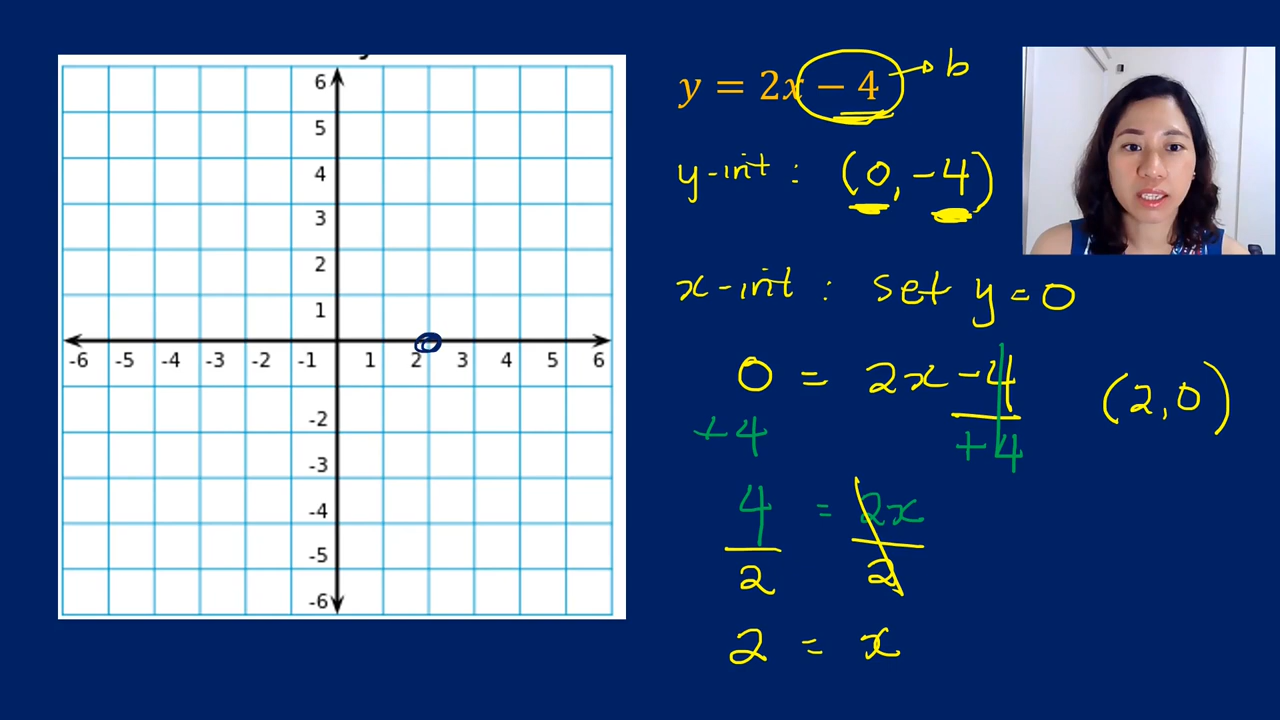 y = 2x − 4 → b
y-int : (0, -4)
x-int : set y = 0
0 = 2x - 4
+4 +4
(2, 0)
4 = 2x
2 2
2 = x
6
5
4
3
2
1
-6 -5 -4 -3 -2 -1 1 2 3 4 5 6
-2
-3
-4
-5
-6